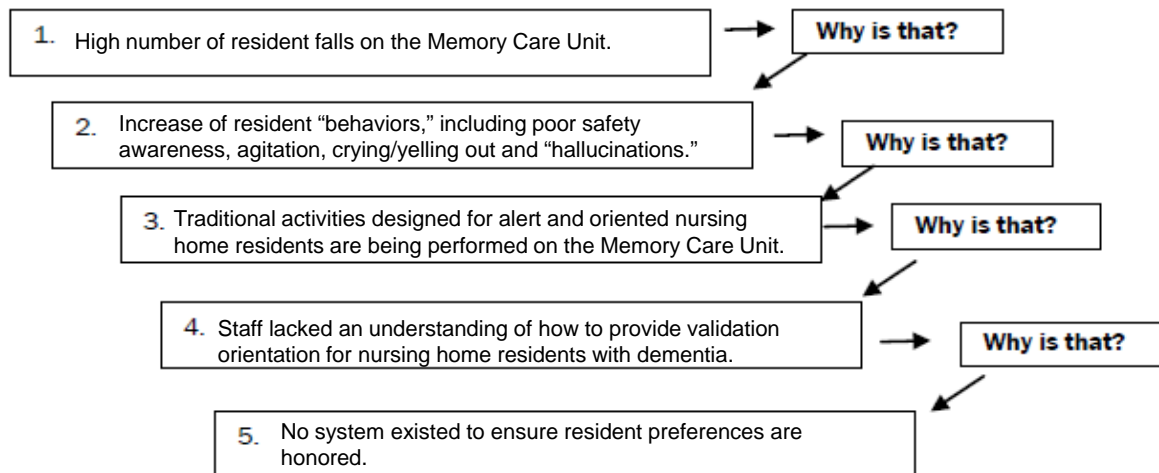 1. High number of resident falls on the Memory Care Unit.
Why is that?
2. Increase of resident “behaviors,” including poor safety
awareness, agitation, crying/yelling out and “hallucinations.”
Why is that?
3. Traditional activities designed for alert and oriented nursing
home residents are being performed on the Memory Care Unit.
Why is that?
4. Staff lacked an understanding of how to provide validation
orientation for nursing home residents with dementia.
Why is that?
5. No system existed to ensure resident preferences are
honored.